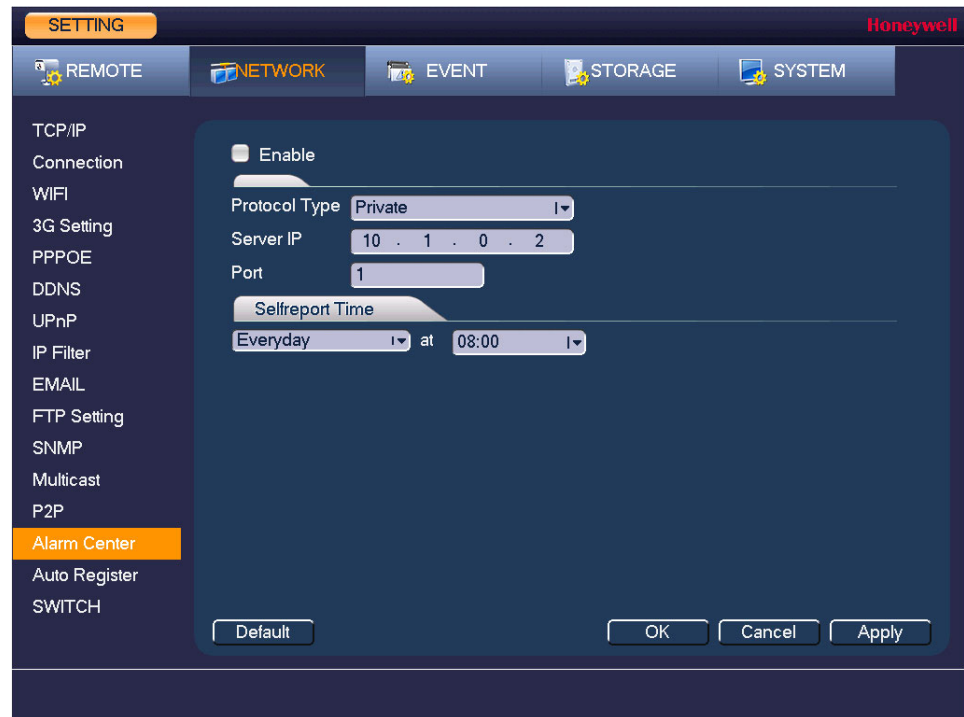 SETTING Honeywell
REMOTE NETWORK EVENT STORAGE SYSTEM
TCP/IP
Connection
WIFI
3G Setting
PPPOE
DDNS
UPnP
IP Filter
EMAIL
FTP Setting
SNMP
Multicast
P2P
Alarm Center
Auto Register
SWITCH
Enable
Protocol Type Private
Server IP 10 . 1 . 0 . 2
Port 1
Selfreport Time
Everyday at 08:00
Default OK Cancel Apply